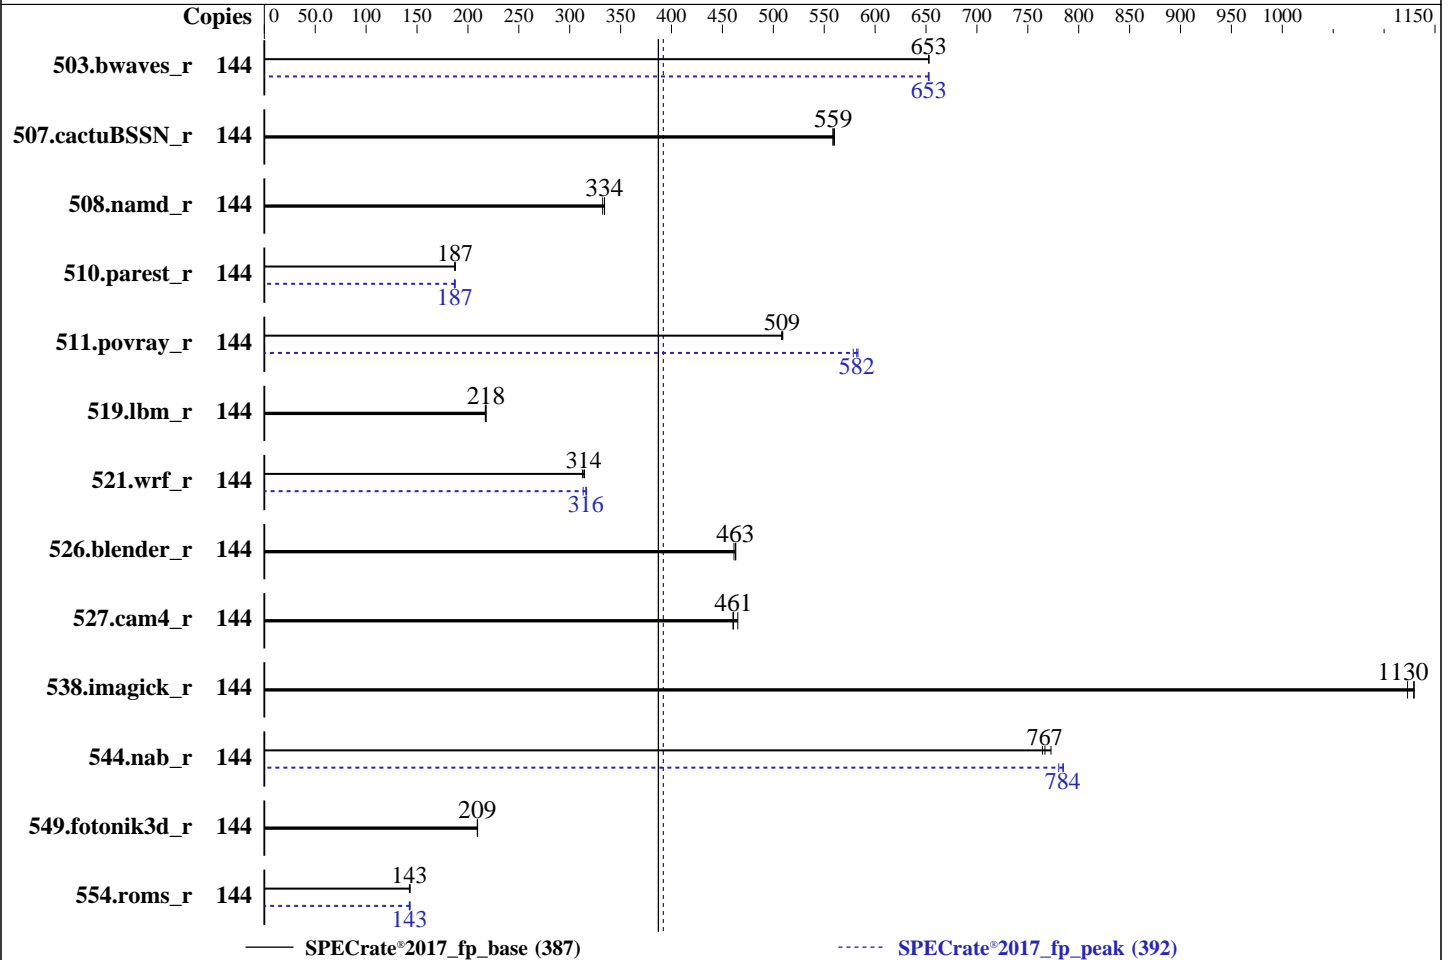 Copies 0 50.0 100 150 200 250 300 350 400 450 500 550 600 650 700 750 800 850 900 950 1000 1150
503.bwaves_r 144 653
653
507.cactuBSSN_r 144 559
508.namd_r 144 334
510.parest_r 144 187
187
511.povray_r 144 509
582
519.lbm_r 144 218
521.wrf_r 144 314
316
526.blender_r 144 463
527.cam4_r 144 461
538.imagick_r 144 1130
544.nab_r 144 767
784
549.fotonik3d_r 144 209
554.roms_r 144 143
143
SPECrate®2017_fp_base (387) SPECrate®2017_fp_peak (392)